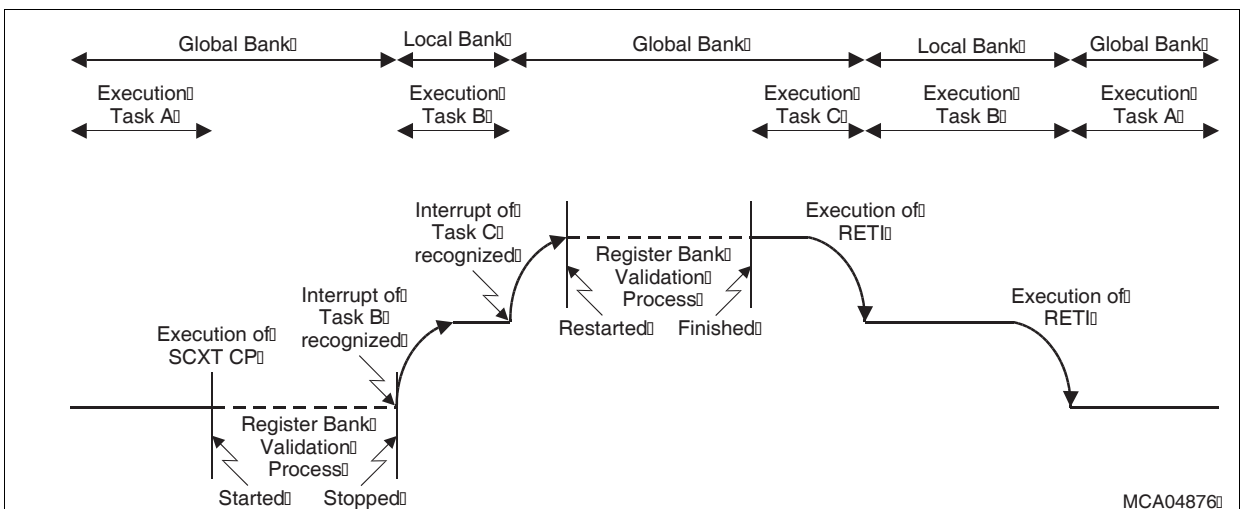 Global Bank
Local Bank
Global Bank
Local Bank
Global Bank
Execution
Task A
Execution
Task B
Execution
Task C
Execution
Task B
Execution
Task A
Interrupt of
Task C
recognized
Execution of
RETI
Register Bank
Validation
Process
Interrupt of
Task B
recognized
Execution of
RETI
Restarted
Finished
Execution of
SCXT CP
Register Bank
Validation
Process
Started
Stopped
MCA04876